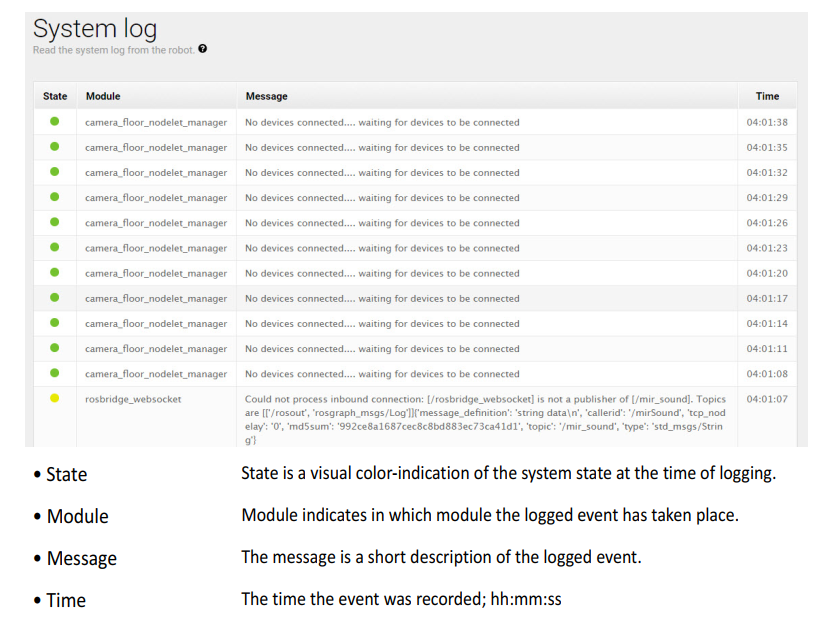 System log
Read the system log from the robot. ?
State Module Message Time
camera_floor_nodelet_manager No devices connected.... waiting for devices to be connected 04:01:38
camera_floor_nodelet_manager No devices connected.... waiting for devices to be connected 04:01:35
camera_floor_nodelet_manager No devices connected.... waiting for devices to be connected 04:01:32
camera_floor_nodelet_manager No devices connected.... waiting for devices to be connected 04:01:29
camera_floor_nodelet_manager No devices connected.... waiting for devices to be connected 04:01:26
camera_floor_nodelet_manager No devices connected.... waiting for devices to be connected 04:01:23
camera_floor_nodelet_manager No devices connected.... waiting for devices to be connected 04:01:20
camera_floor_nodelet_manager No devices connected.... waiting for devices to be connected 04:01:17
camera_floor_nodelet_manager No devices connected.... waiting for devices to be connected 04:01:14
camera_floor_nodelet_manager No devices connected.... waiting for devices to be connected 04:01:11
camera_floor_nodelet_manager No devices connected.... waiting for devices to be connected 04:01:08
rosbridge_websocket Could not process inbound connection: [/rosbridge_websocket] is not a publisher of [/mir_sound]. Topics 04:01:07
are [['/rosout', 'rosgraph_msgs/Log']]{'message_definition': 'string data\n', 'callerid': '/mirSound', 'tcp_nod
elay': '0', 'md5sum': '992ce8a1687cec8c8bd883ec73ca41d1', 'topic': '/mir_sound', 'type': 'std_msgs/Strin
g'}
• State State is a visual color-indication of the system state at the time of logging.
• Module Module indicates in which module the logged event has taken place.
• Message The message is a short description of the logged event.
• Time The time the event was recorded; hh:mm:ss